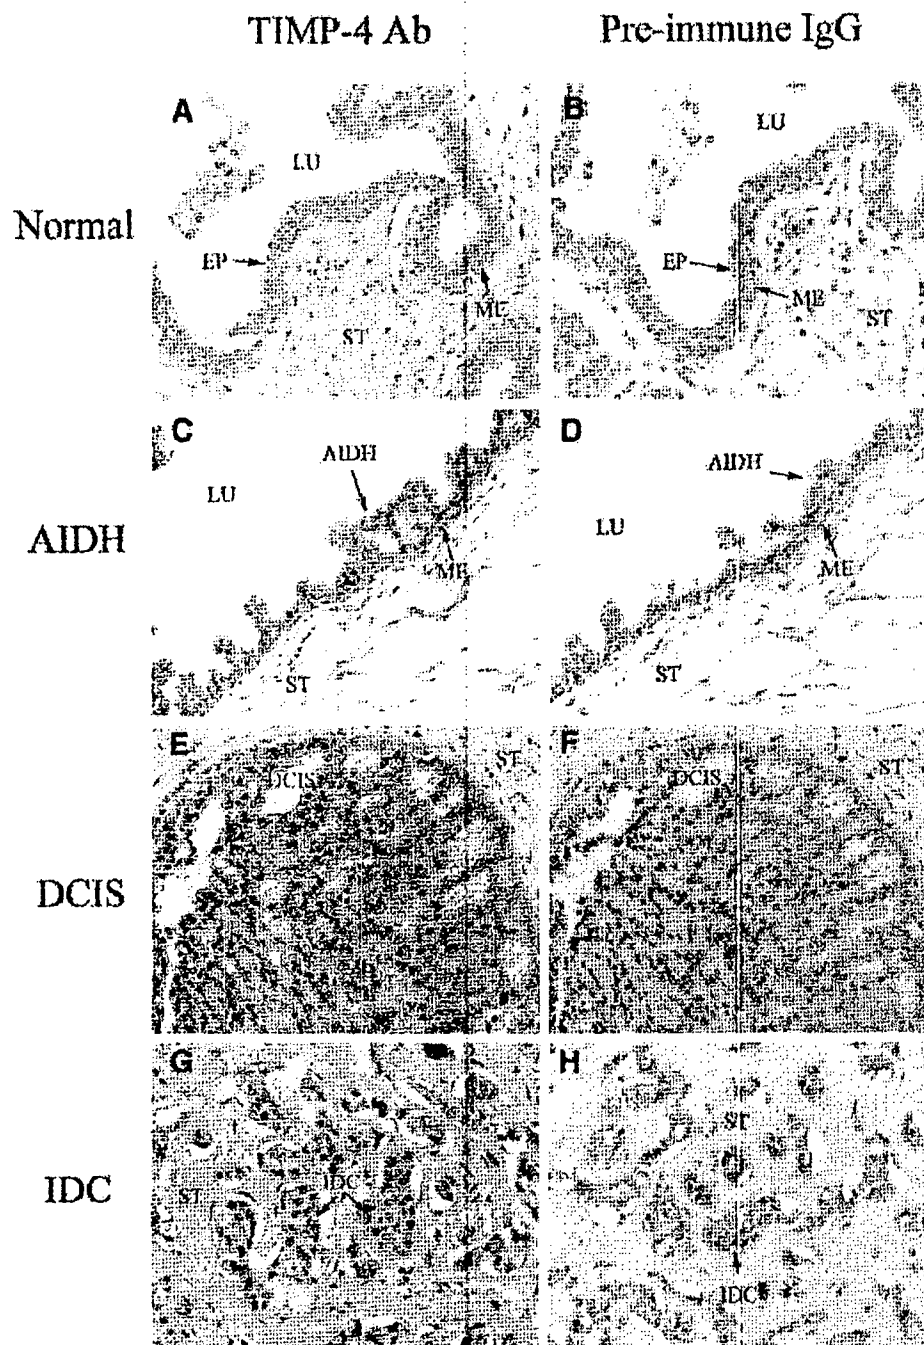 TIMP-4 Ab Pre-immune IgG
A B
LU LU
Normal
EP EP
ME ME
ST ST
C D
AIDH AIDH
LU LU
AIDH
ME ME
ST ST
E F
ST ST
DCIS DCIS
DCIS
G H
ST
IDC ST IDC
IDC